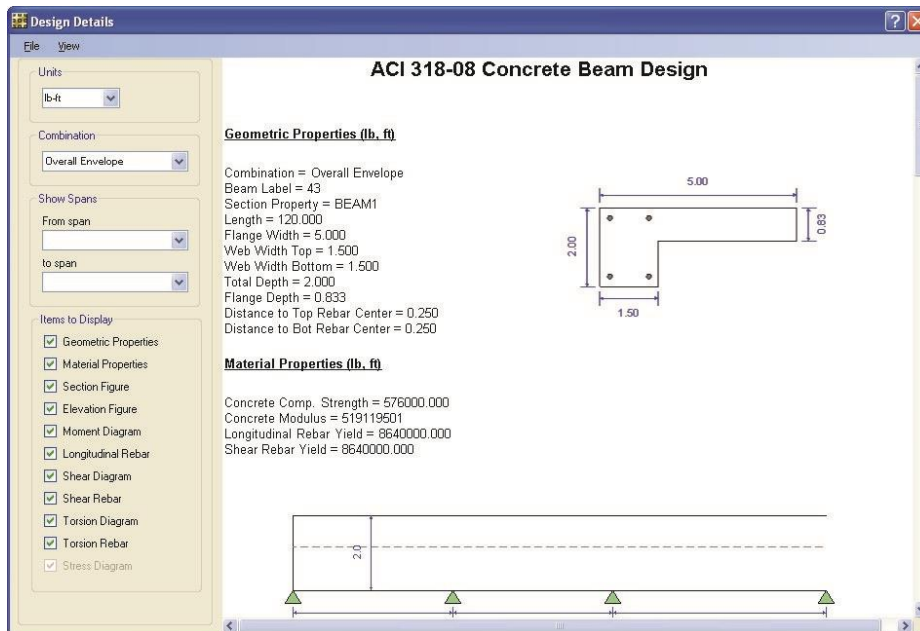 Design Details
File View
Units
lb-ft
Combination
Overall Envelope
Show Spans
From span
to span
Items to Display
Geometric Properties
Material Properties
Section Figure
Elevation Figure
Moment Diagram
Longitudinal Rebar
Shear Diagram
Shear Rebar
Torsion Diagram
Torsion Rebar
Stress Diagram
ACI 318-08 Concrete Beam Design
Geometric Properties (lb, ft)
Combination = Overall Envelope
Beam Label = 43
Section Property = BEAM1
Length = 120.000
Flange Width = 5.000
Web Width Top = 1.500
Web Width Bottom = 1.500
Total Depth = 2.000
Flange Depth = 0.833
Distance to Top Rebar Center = 0.250
Distance to Bot Rebar Center = 0.250
5.00
2.00
0.83
1.50
Material Properties (lb, ft)
Concrete Comp. Strength = 576000.000
Concrete Modulus = 519119501
Longitudinal Rebar Yield = 8640000.000
Shear Rebar Yield = 8640000.000
2.0